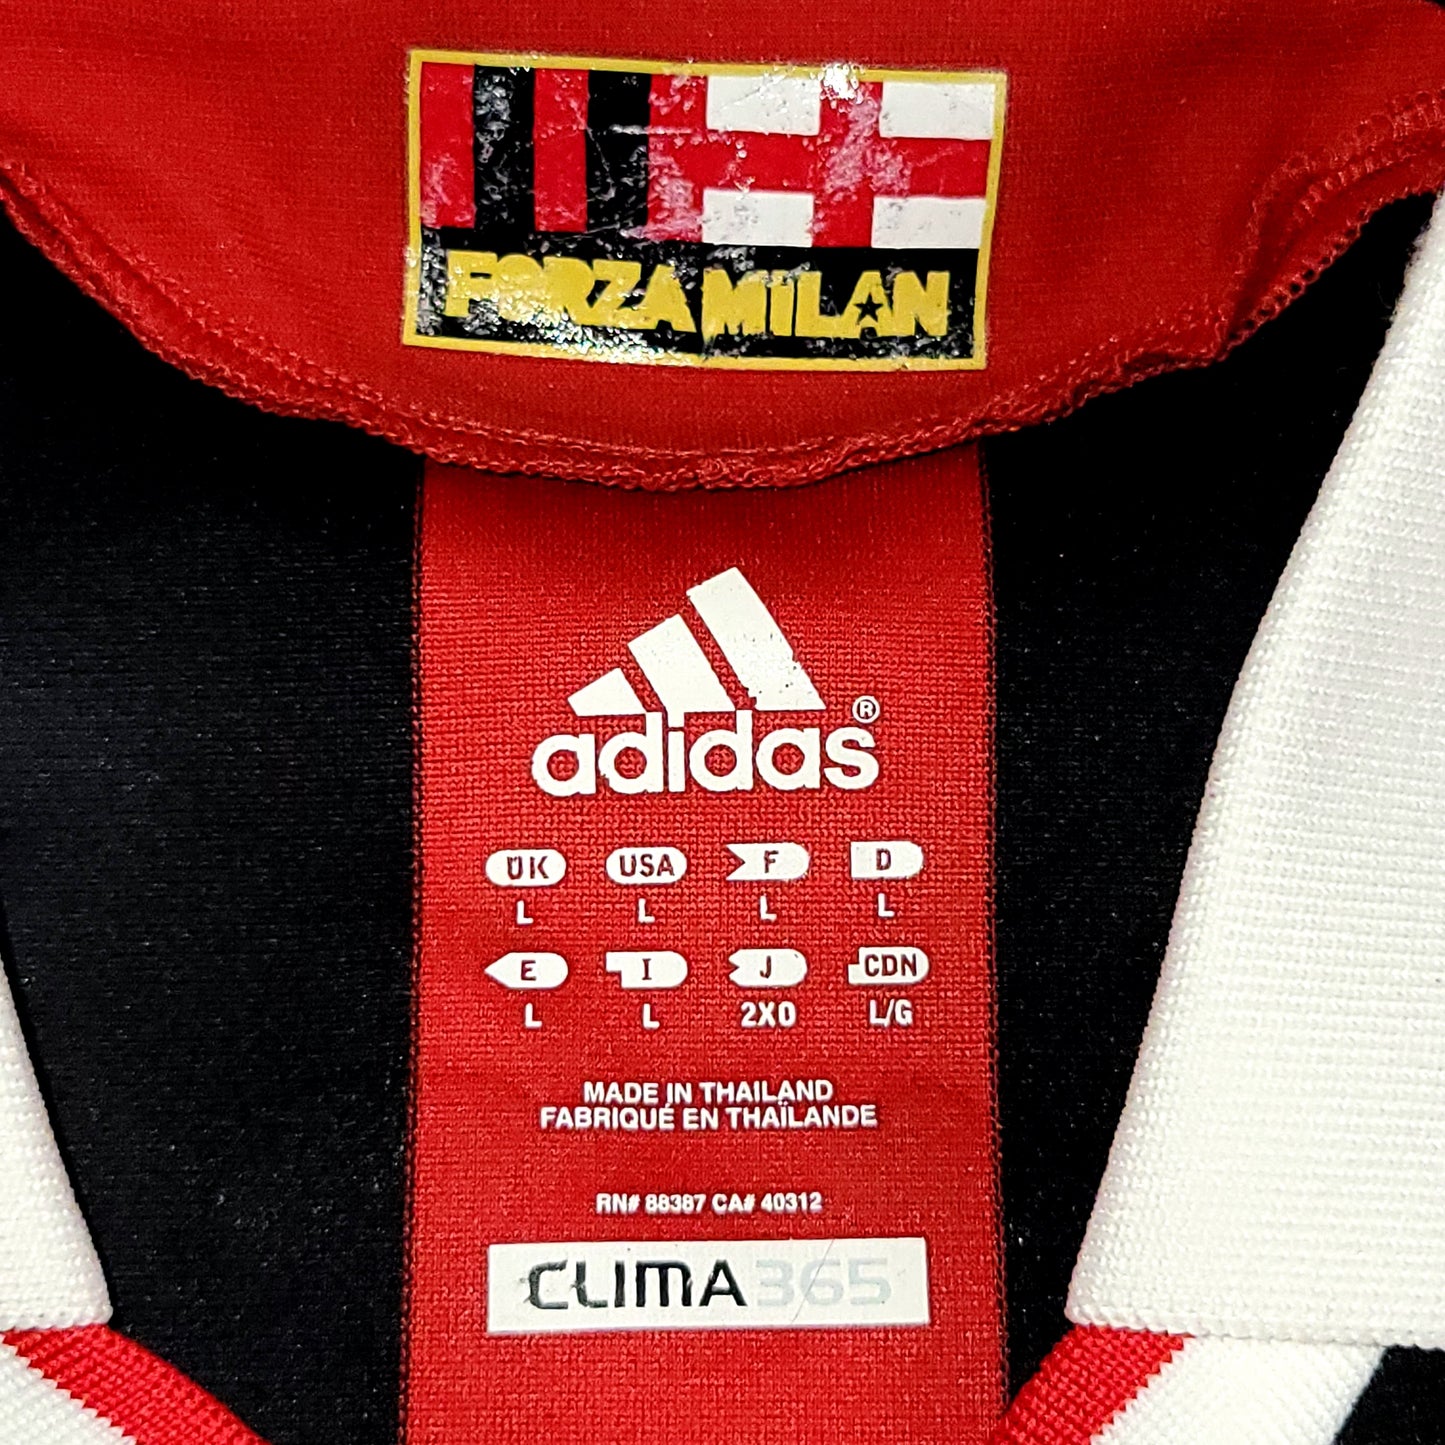 FORZA MILAN
adidas®
UK USA F D
L L L L
E I J CDN
L L 2XO L/G
MADE IN THAILAND
FABRIQUÉ EN THAÏLANDE
RN# 88387 CA# 40312
CLIMA365